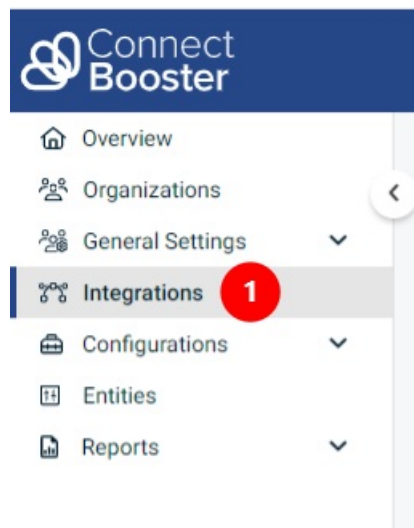 Connect
Booster
Overview
Organizations
General Settings
Integrations 1
Configurations
Entities
Reports